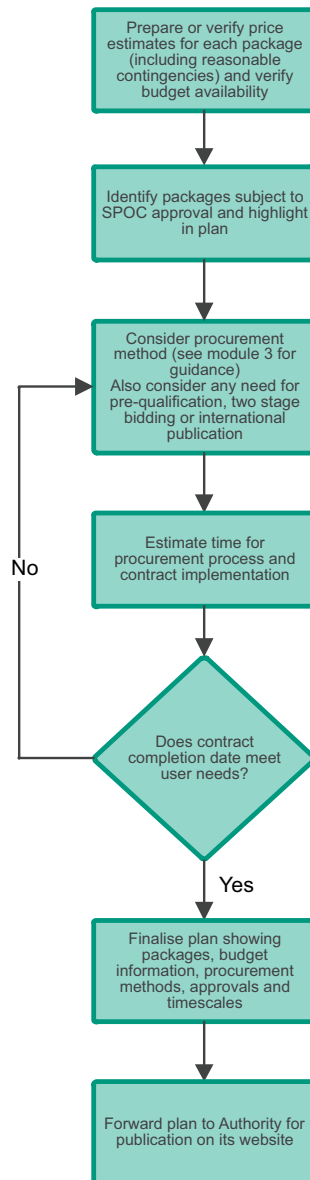 Prepare or verify price
estimates for each package
(including reasonable
contingencies) and verify
budget availability
Identify packages subject to
SPOC approval and highlight
in plan
Consider procurement
method (see module 3 for
guidance)
Also consider any need for
pre-qualification, two stage
bidding or international
publication
Estimate time for
procurement process and
contract implementation
No
Does contract
completion date meet
user needs?
Yes
Finalise plan showing
packages, budget
information, procurement
methods, approvals and
timescales
Forward plan to Authority for
publication on its website